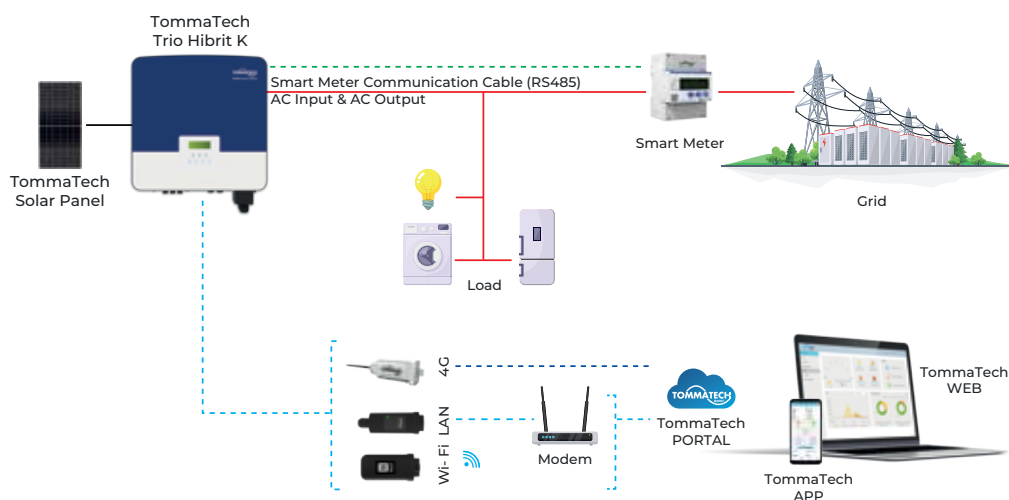 TommaTech
Trio Hibrit K
Smart Meter Communication Cable (RS485)
AC Input & AC Output
TommaTech
Solar Panel
Smart Meter
Grid
Load
4G
LAN
Wi- Fi
Modem
TOMMATECH
TommaTech
PORTAL
TommaTech
WEB
TommaTech
APP